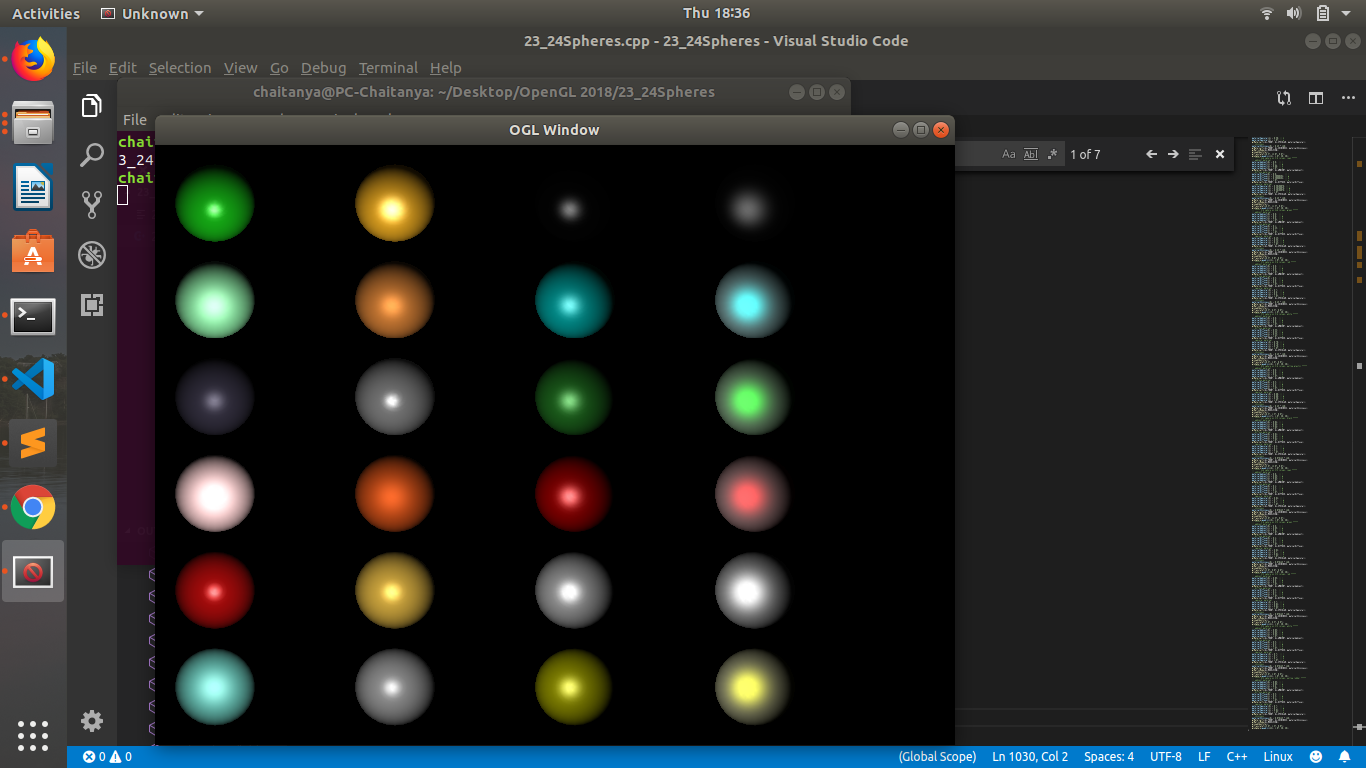 Activities
Unknown
Thu 18:36
23_24Spheres.cpp - 23_24Spheres - Visual Studio Code
File Edit Selection View Go Debug Terminal Help
chaitanya@PC-Chaitanya: ~/Desktop/OpenGL 2018/23_24Spheres
File
OGL Window
chai
3_24
chai
Aa Abl .* 1 of 7
0 0
(Global Scope) Ln 1030, Col 2 Spaces: 4 UTF-8 LF C++ Linux